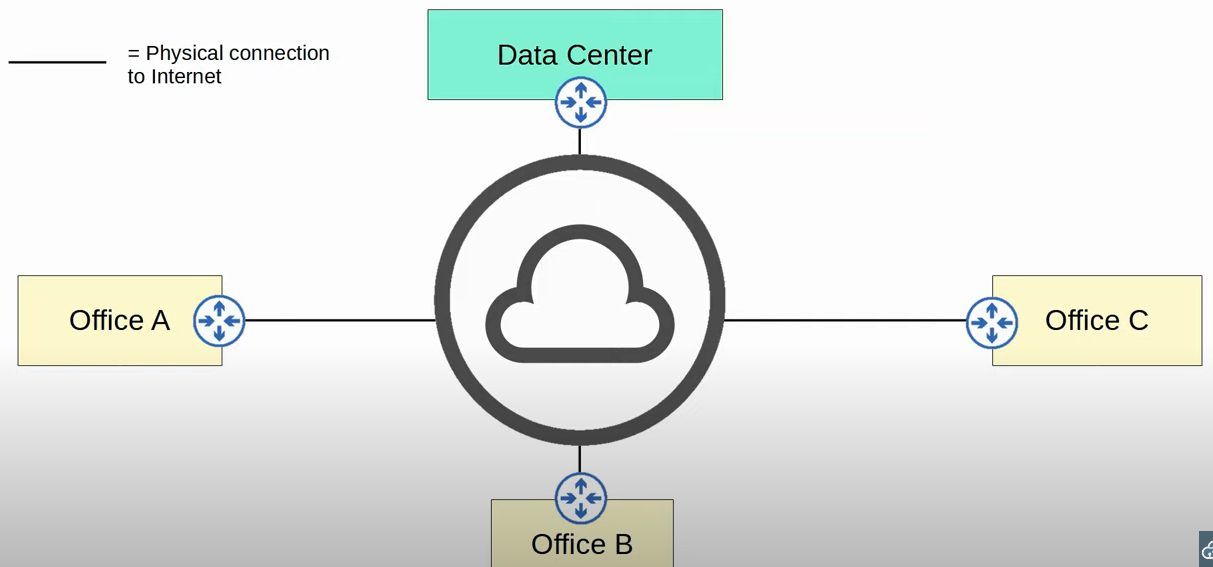 = Physical connection
to Internet
Data Center
Office A
Office C
Office B